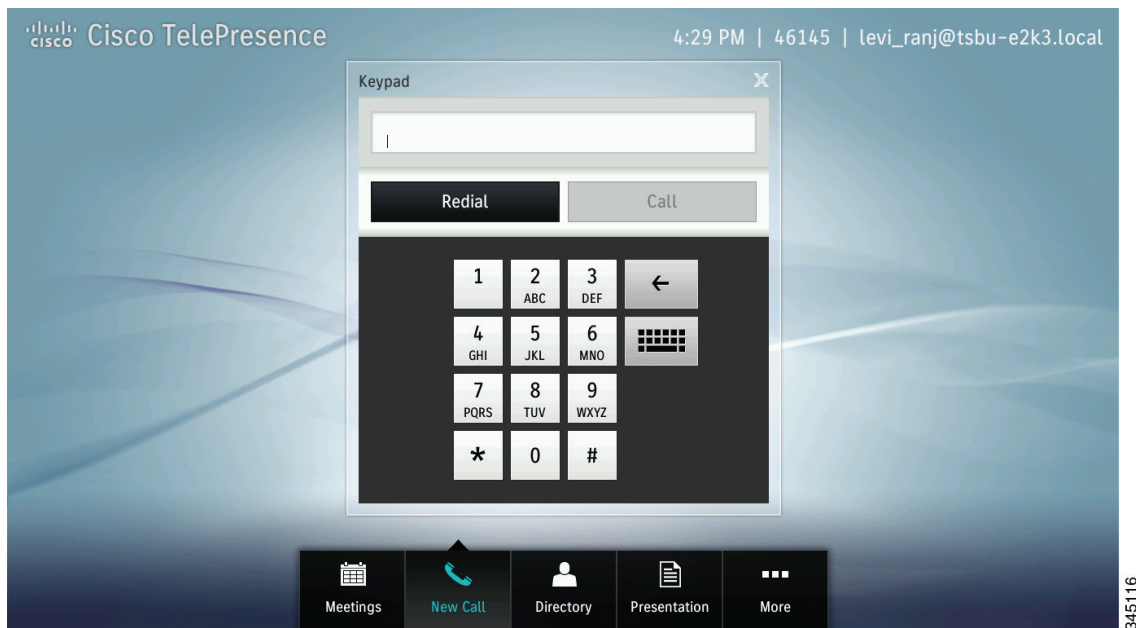 cisco Cisco TelePresence
4:29 PM | 46145 | levi_ranj@tsbu-e2k3.local
Keypad X
Redial Call
1 2 3
ABC DEF
4 5 6
GHI JKL MNO
7 8 9
PQRS TUV WXYZ
* 0 #
Meetings New Call Directory Presentation More
345116